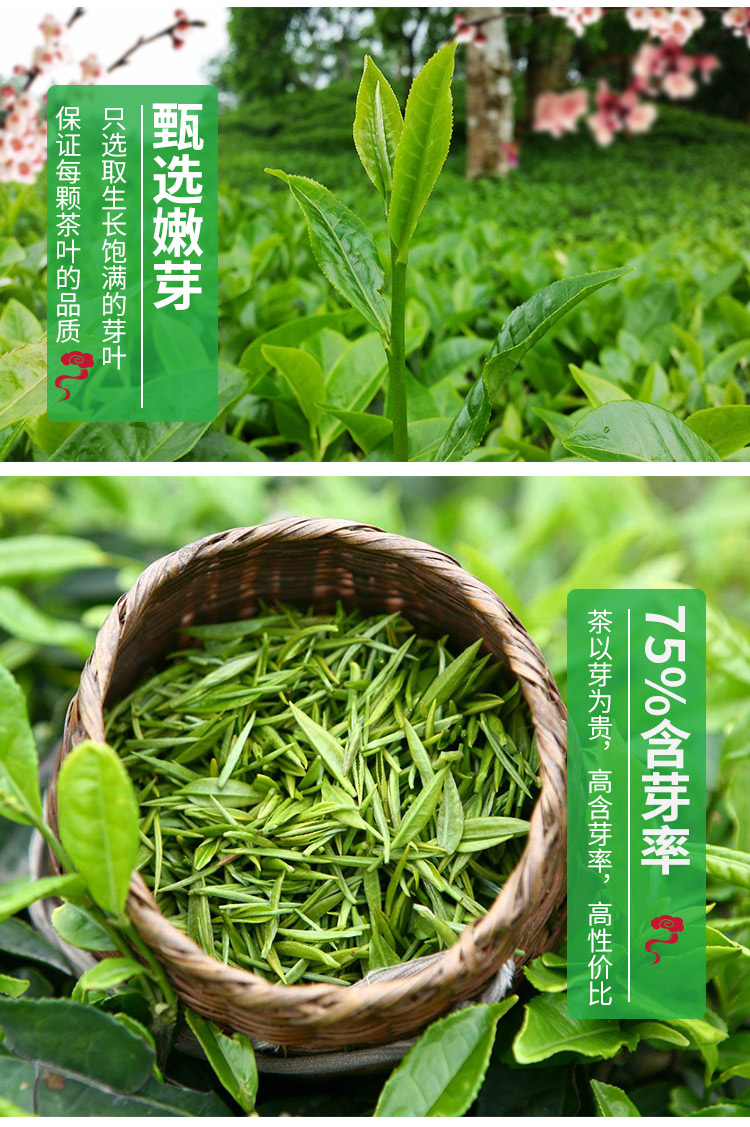 甄选嫩芽
只选取生长饱满的芽叶
保证每颗茶叶的品质
75%含芽率
茶以芽为贵，高含芽率，高性价比